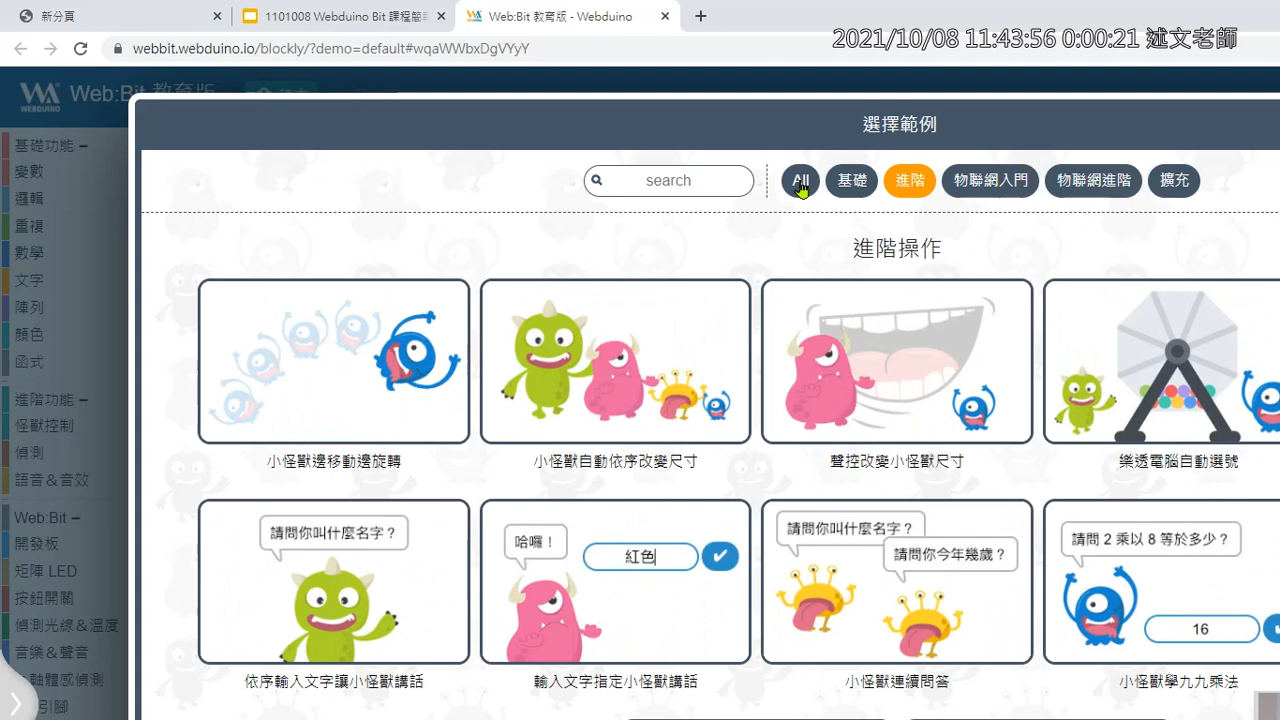 新分頁
1101008 Webduino Bit 課程簡
Web:Bit 教育版 - Webduino
webbit.webduino.io/blockly/?demo=default#wqaWWbxDgVYyY
2021/10/08 11:43:56 0:00:21 述文老師
WEBDUINO
Web:Bit 教育版
選擇範例
search
All
基礎
進階
物聯網入門
物聯網進階
擴充
基礎功能
變數
邏輯
重複
數學
文字
陣列
顏色
函式
進階功能
怪獸控制
偵測
語音&音效
Web:Bit
開發板
矩陣 LED
按鈕開關
偵測光線&溫度
音樂&聲音
軸體感偵測
引腳
進階操作
小怪獸邊移動邊旋轉
小怪獸自動依序改變尺寸
聲控改變小怪獸尺寸
樂透電腦自動選號
請問你叫什麼名字?
哈囉!
紅色
請問你叫什麼名字?
請問你今年幾歲?
請問 2 乘以 8 等於多少?
16
依序輸入文字讓小怪獸講話
輸入文字指定小怪獸講話
小怪獸連續問答
小怪獸學九九乘法